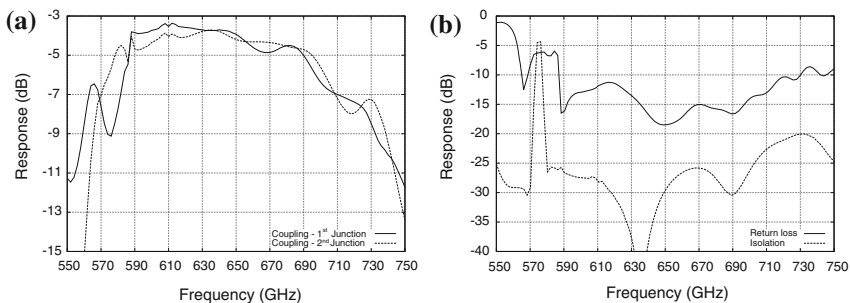 (a)
-3
-5
-7
-9
-11
-13
-15
Response (dB)
Coupling - 1st Junction
Coupling - 2nd Junction
550 570 590 610 630 650 670 690 710 730 750
Frequency (GHz)
(b)
0
-5
-10
-15
-20
-25
-30
-35
-40
Response (dB)
Return loss
Isolation
550 570 590 610 630 650 670 690 710 730 750
Frequency (GHz)